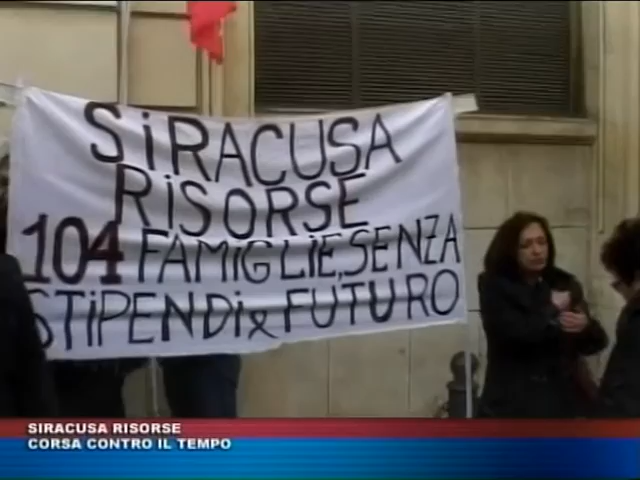 SiRACUSA
RiSORSE
104 FAMIGLIE, SENZA
STiPENDi & FUTURO
SIRACUSA RISORSE
CORSA CONTRO IL TEMPO